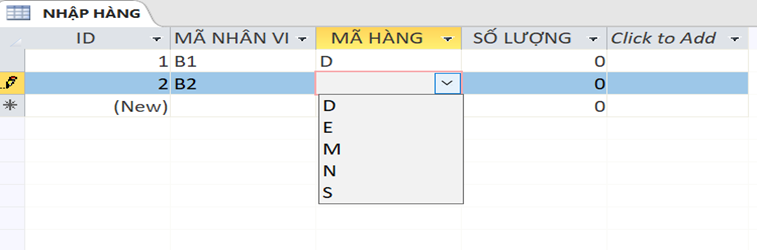 NHẬP HÀNG
ID MÃ NHÂN VI MÃ HÀNG SỐ LƯỢNG Click to Add
1 B1 D 0
2 B2 0
(New) 0
D
E
M
N
S